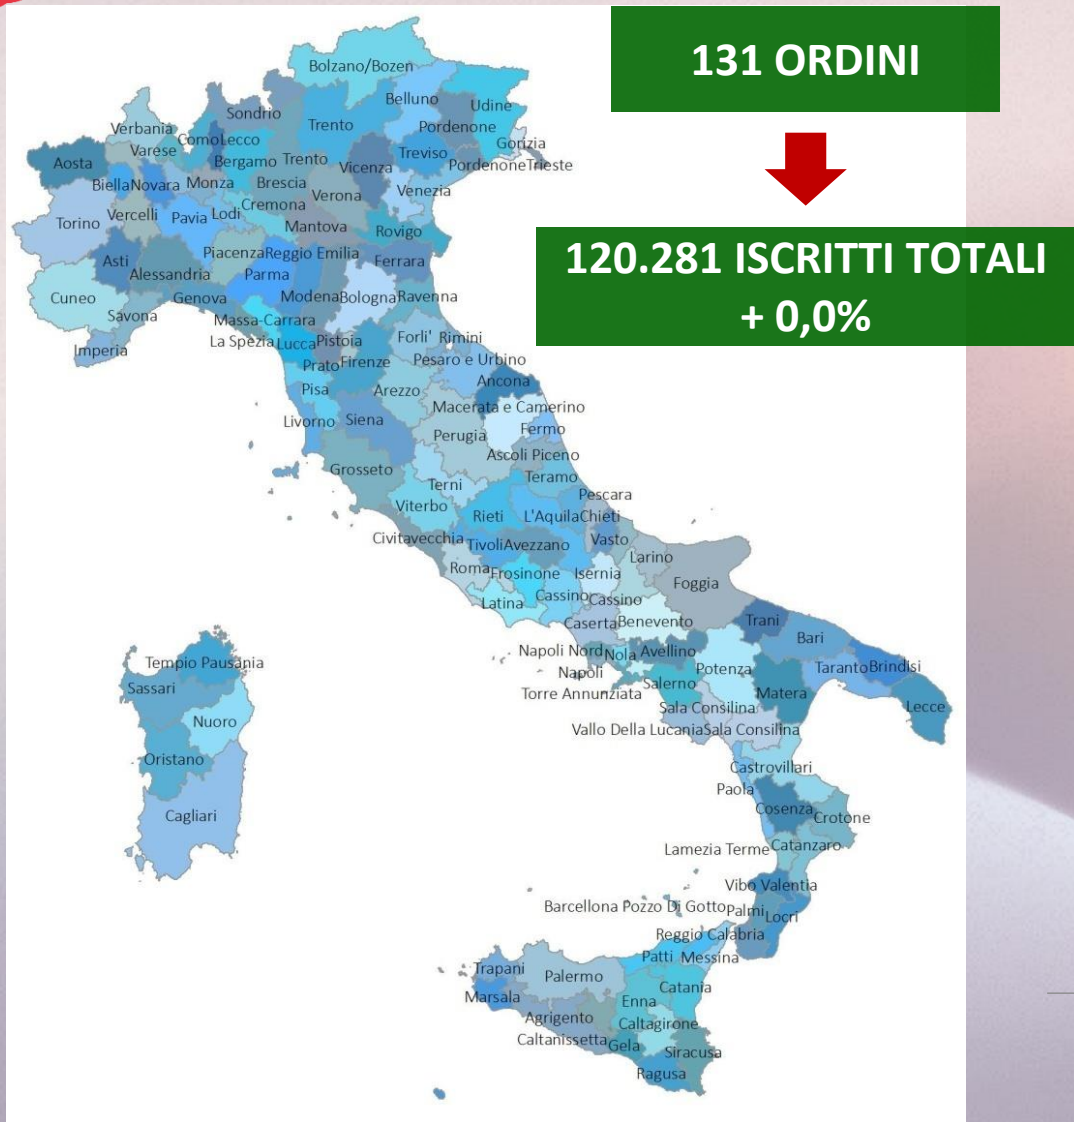 131 ORDINI
120.281 ISCRITTI TOTALI
+ 0,0%
Bolzano/Bozen
Belluno
Udine
Sondrio
Trento
Pordenone
Verbania
Como
Lecco
Gorizia
Varese
Aosta
Bergamo
Trento
Vicenza
Treviso
Pordenone
Trieste
Biella
Novara
Monza
Brescia
Verona
Venezia
Torino
Vercelli
Pavia
Lodi
Cremona
Mantova
Rovigo
Asti
Piacenza
Reggio Emilia
Ferrara
Alessandria
Parma
Cuneo
Genova
Modena
Bologna
Ravenna
Savona
Massa-Carrara
Forli'
Rimini
Imperia
La Spezia
Lucca
Pistoia
Prato
Firenze
Pesaro e Urbino
Pisa
Arezzo
Ancona
Livorno
Siena
Macerata e Camerino
Perugia
Fermo
Ascoli Piceno
Grosseto
Terni
Teramo
Viterbo
Pescara
Rieti
L'Aquila
Chieti
Civitavecchia
Tivoli
Avezzano
Vasto
Larino
Roma
Frosinone
Isernia
Foggia
Latina
Cassino
Cassino
Caserta
Benevento
Trani
Bari
Napoli Nord
Nola
Avellino
Napoli
Potenza
Taranto
Brindisi
Torre Annunziata
Salerno
Matera
Lecce
Sala Consilina
Vallo Della Lucania
Sala Consilina
Tempio Pausania
Sassari
Nuoro
Oristano
Cagliari
Castrovillari
Paola
Cosenza
Crotone
Lamezia Terme
Catanzaro
Vibo Valentia
Barcellona Pozzo Di Gotto
Palmi
Locri
Reggio Calabria
Patti
Messina
Trapani
Palermo
Marsala
Catania
Enna
Agrigento
Caltagirone
Caltanissetta
Gela
Siracusa
Ragusa